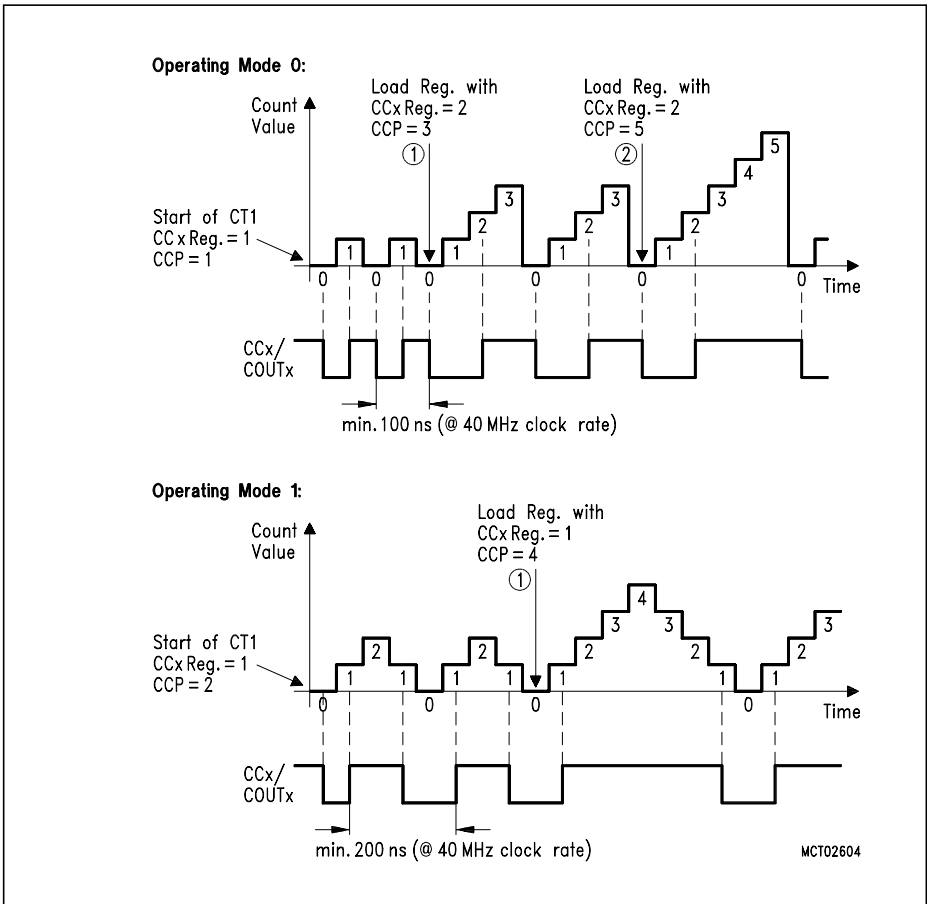 Operating Mode 0:
Load Reg. with
CCx Reg. = 2
CCP = 3
①
Load Reg. with
CCx Reg. = 2
CCP = 5
②
Count
Value
Start of CT1
CC x Reg. = 1
CCP = 1
0 1 0 1 0 1 2 3 0 1 2 3 0 1 2 3 4 5 0
Time
CCx/
COUTx
min. 100 ns (@ 40 MHz clock rate)
Operating Mode 1:
Load Reg. with
CCx Reg. = 1
CCP = 4
①
Count
Value
Start of CT1
CCx Reg. = 1
CCP = 2
0 1 2 1 0 1 2 1 0 1 2 3 4 3 2 1 0 1 2 3
Time
CCx/
COUTx
min. 200 ns (@ 40 MHz clock rate)
MCT02604